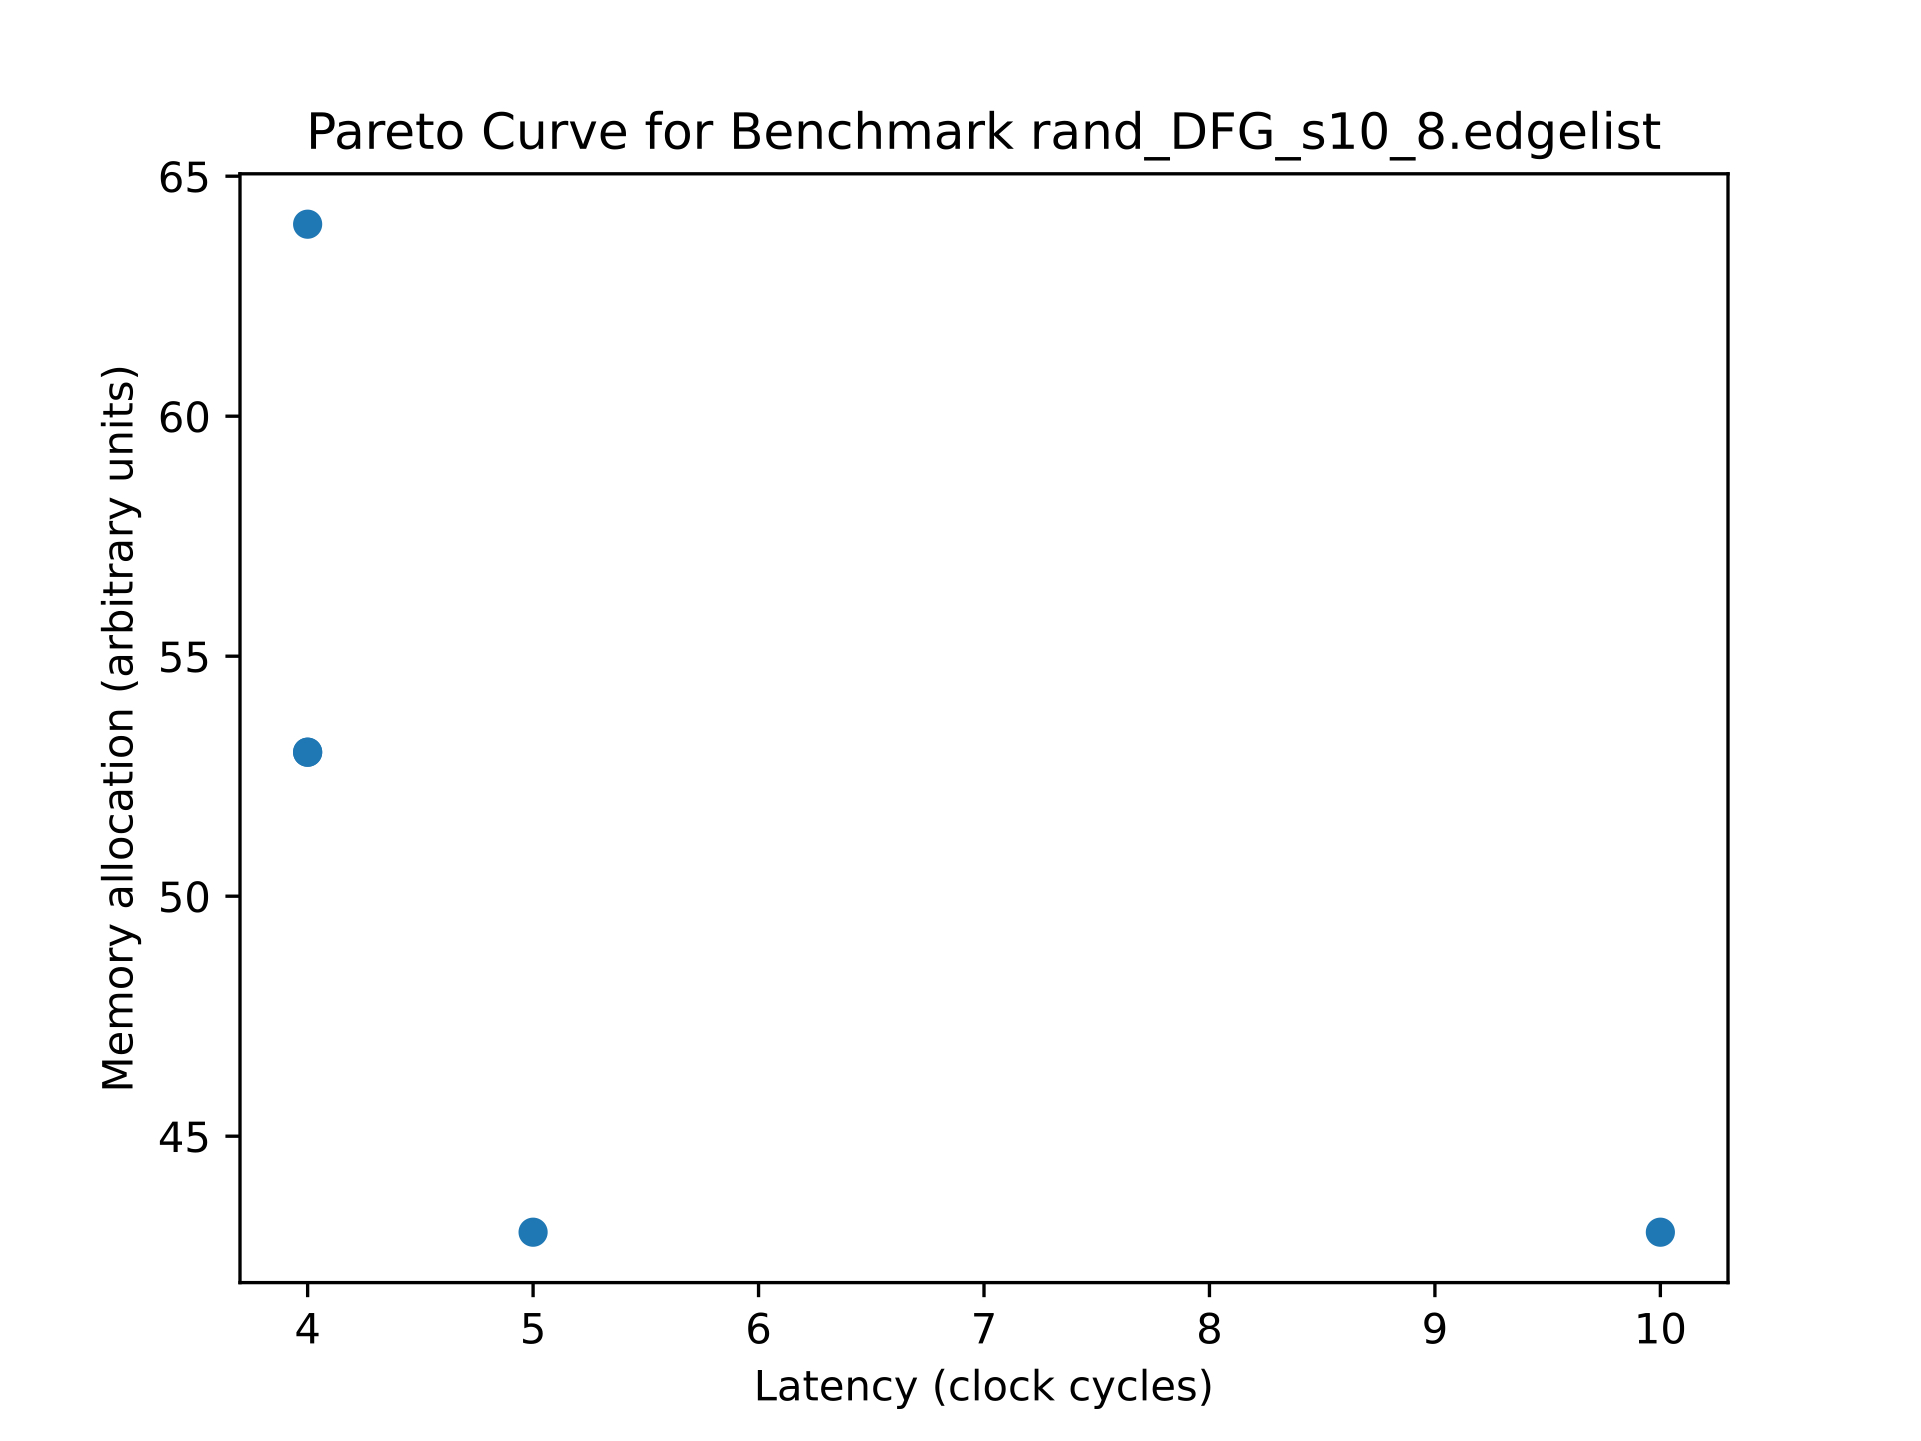 Pareto Curve for Benchmark rand_DFG_s10_8.edgelist
65
60
55
50
45
Memory allocation (arbitrary units)
4 5 6 7 8 9 10
Latency (clock cycles)